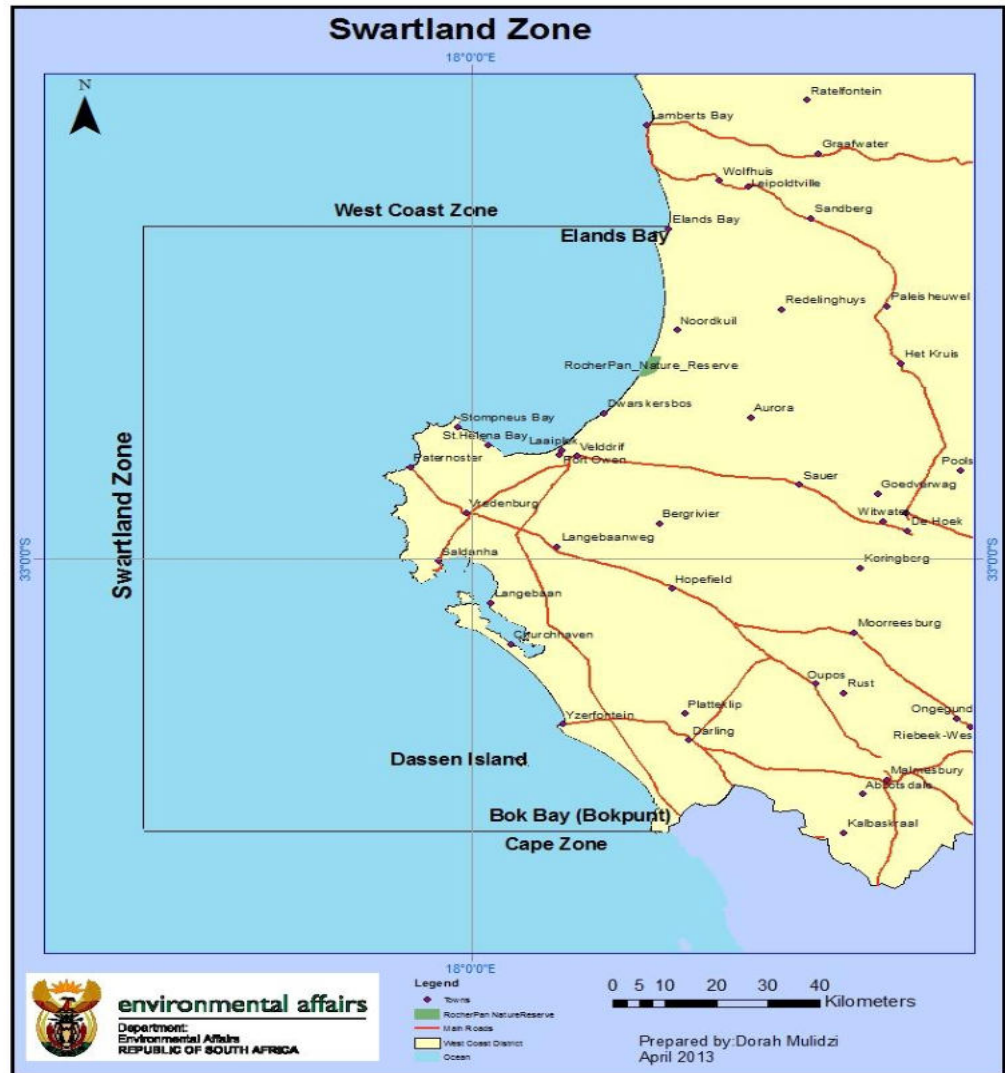 Swartland Zone
18°0'0"E
N
Ratelfontein
Lamberts Bay
Graafwater
Wolfhuis
Leipoldtville
West Coast Zone
Sandberg
Elands Bay
Elands Bay
Redelinghuys
Paleisheuwel
Noordkuil
RocherPan_Nature_Reserve
Het Kruis
Dwarskersbos
Aurora
Stompneus Bay
St.Helena Bay
Laaiplek
Velddrif
Port Owen
Paternoster
Pools
Sauer
Goedverwag
Swartland Zone
Vredenburg
Bergrivier
Witwater
De Hoek
Langebaanweg
33°0'0"S
33°0'0"S
Saldanha
Koringberg
Hopefield
Langebaan
Moorreesburg
Churchhaven
Oupos
Rust
Platteklip
Ongegund
Yzerfontein
Darling
Riebeek-Wes
Dassen Island
Malmesbury
Abbotsdale
Bok Bay (Bokpunt)
Kalbaskraal
Cape Zone
18°0'0"E
environmental affairs
Department:
Environmental Affairs
REPUBLIC OF SOUTH AFRICA
Legend
Towns
RocherPan NatureReserve
Main Roads
West Coast District
Ocean
0 5 10 20 30 40
Kilometers
Prepared by:Dorah Mulidzi
April 2013